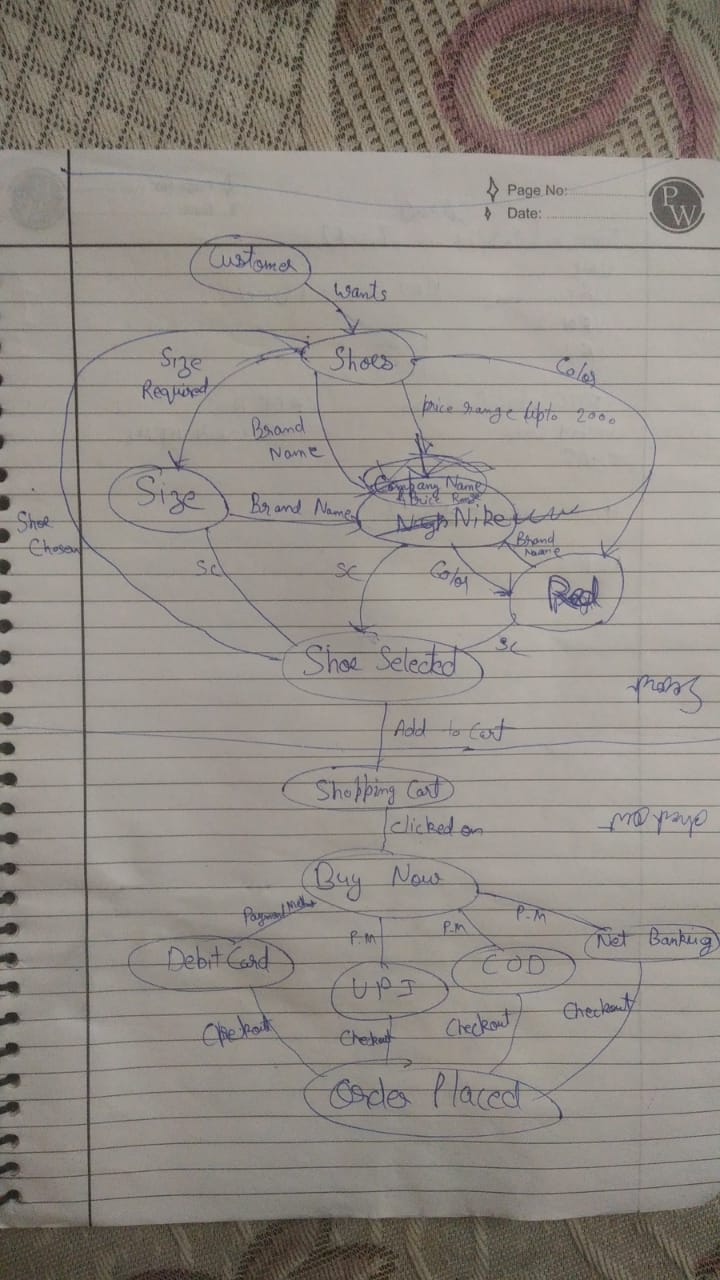 Page No:
Date:
PW
Customer
Wants
Shoes
Size
Required
Color
price range (upto 2000
Brand
Name
Company Name
& Price Range
Size
Brand Name
Nike
Brand
Name
Shoe
Chosen
SC
SC
Color
Red
SC
Shoe Selected
Search
Add to Cart
Shopping Cart
Check out
Clicked on
Buy Now
Payment Method
P-M
P-M
P-M
Debit Card
UPI
COD
Net Banking
Checkout
Checkout
Checkout
Checkout
Order Placed